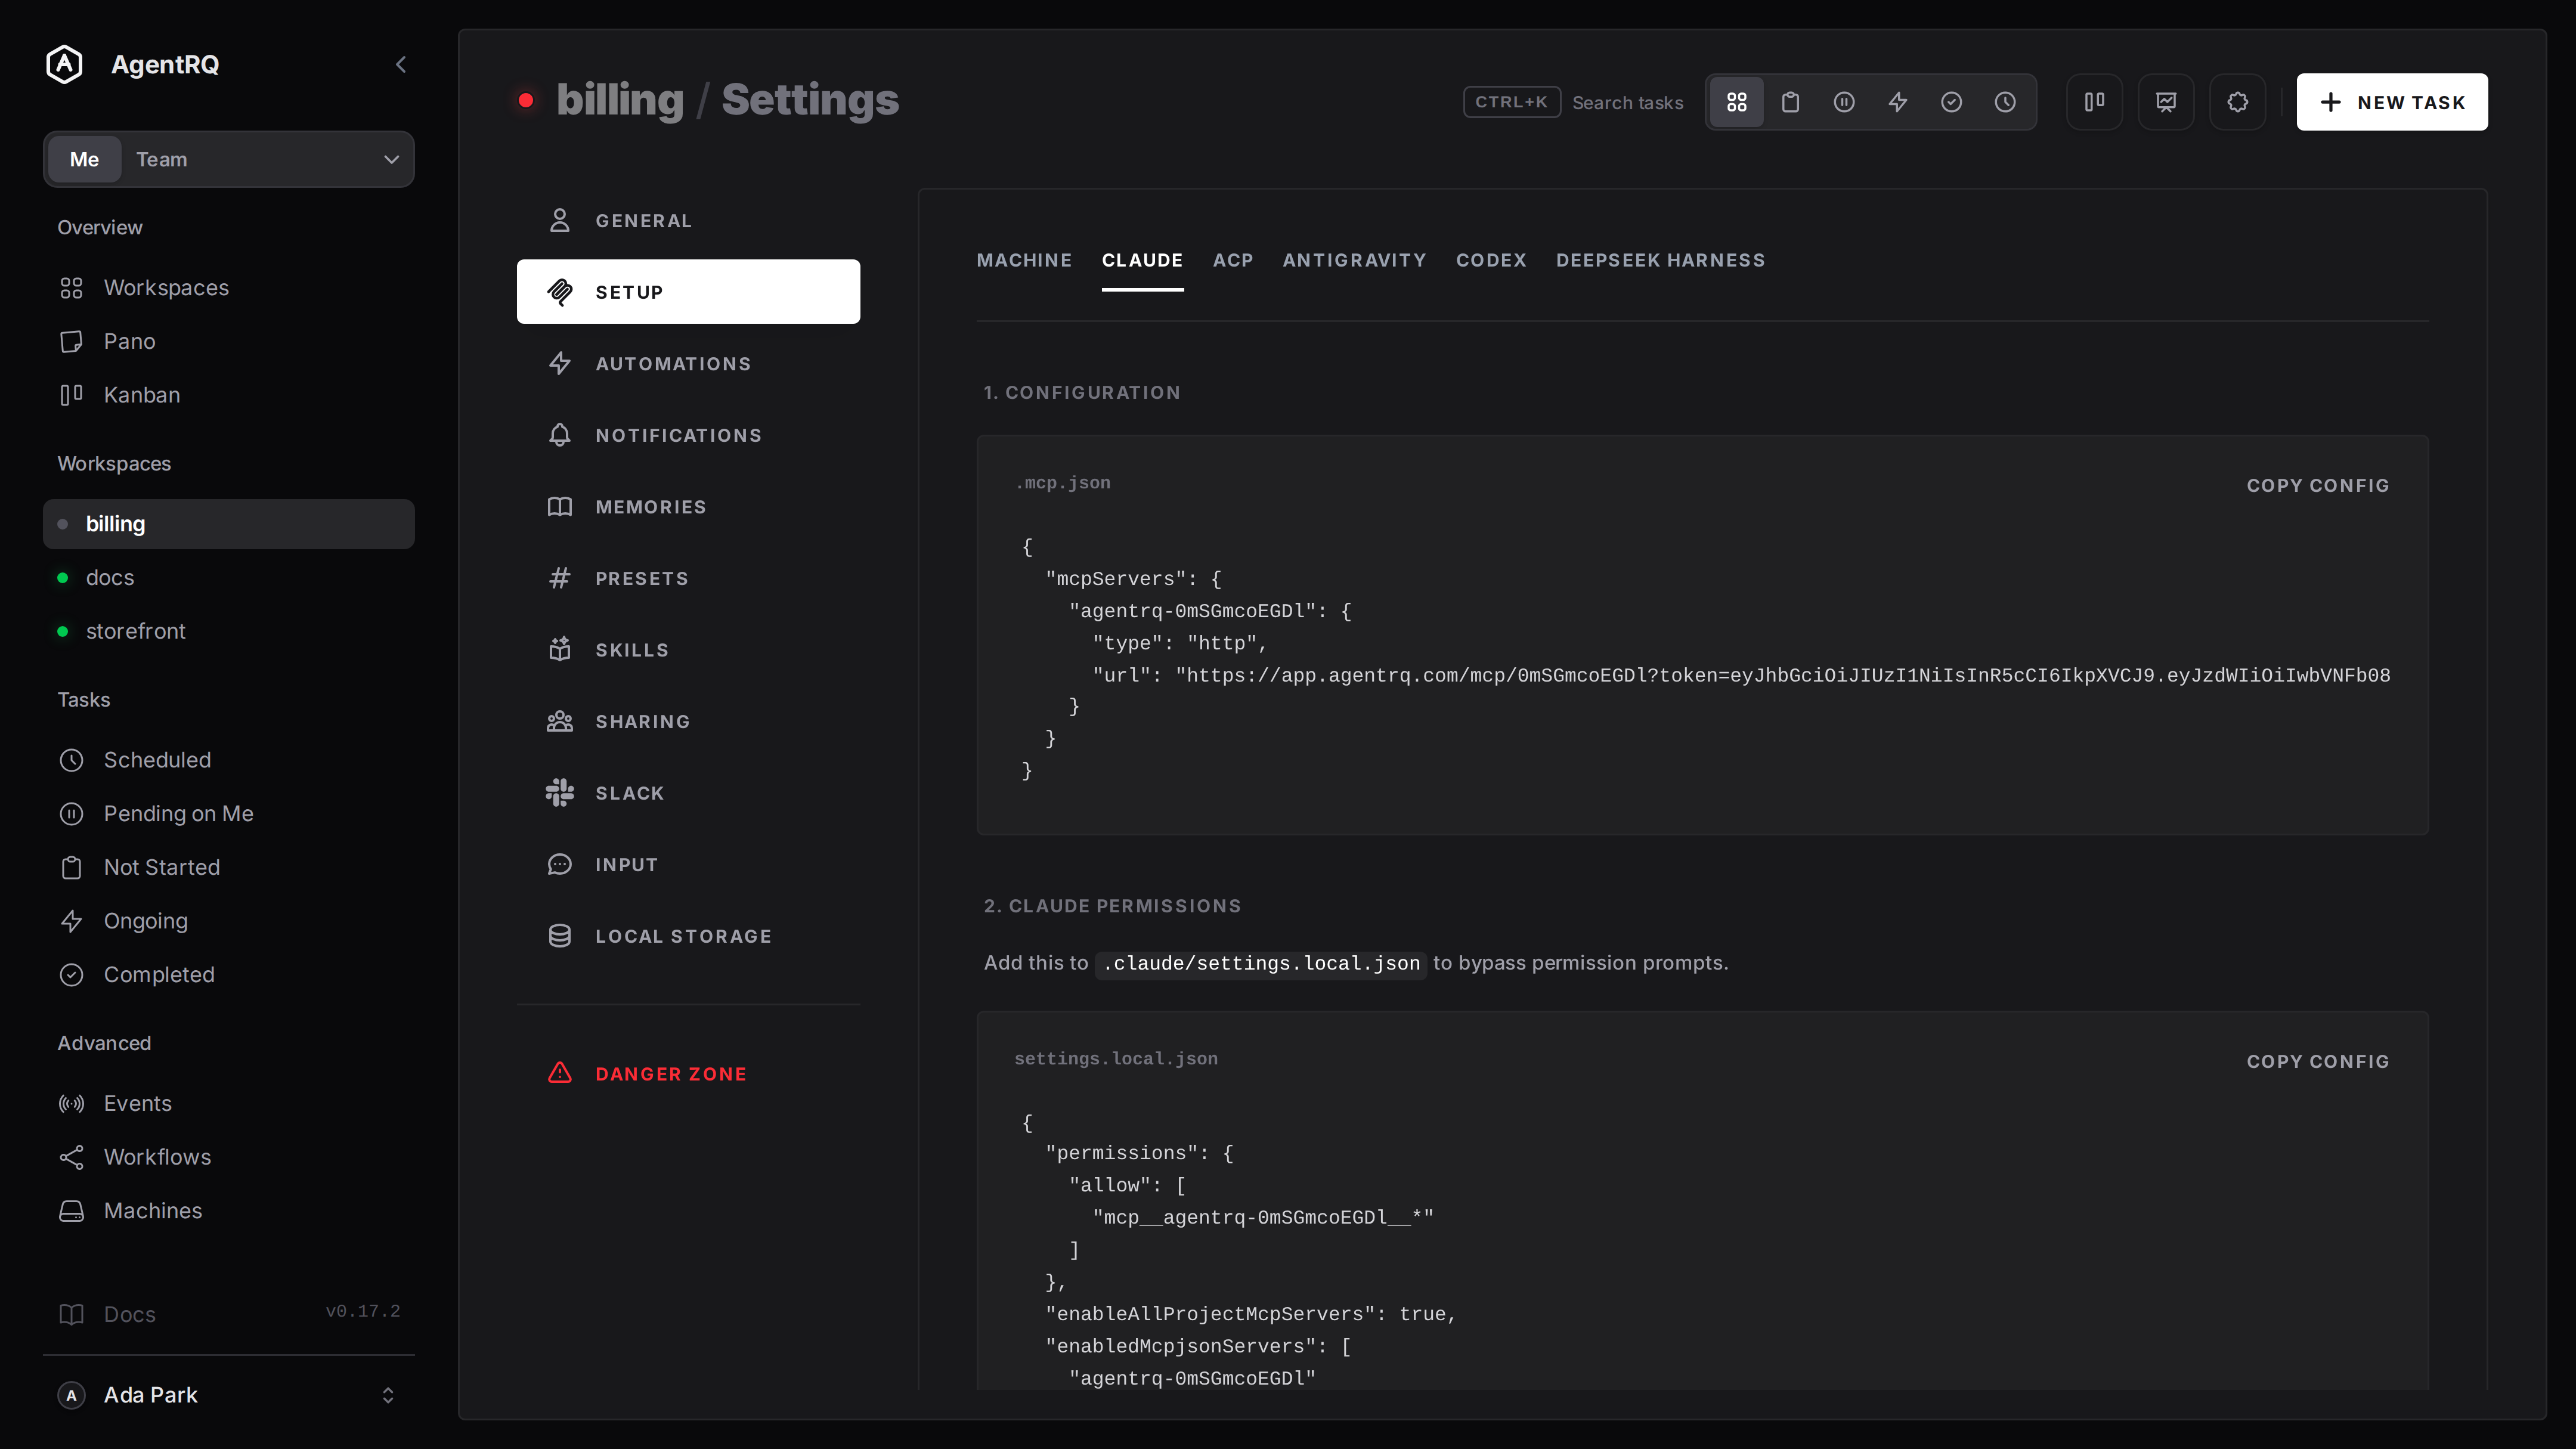 AgentRQ
Me
Team
Overview
Workspaces
Pano
Kanban
Workspaces
billing
docs
storefront
Tasks
Scheduled
Pending on Me
Not Started
Ongoing
Completed
Advanced
Events
Workflows
Machines
Docs
v0.17.2
A
Ada Park
billing / Settings
CTRL+K
Search tasks
NEW TASK
GENERAL
SETUP
AUTOMATIONS
NOTIFICATIONS
MEMORIES
PRESETS
SKILLS
SHARING
SLACK
INPUT
LOCAL STORAGE
DANGER ZONE
MACHINE
CLAUDE
ACP
ANTIGRAVITY
CODEX
DEEPSEEK HARNESS
1. CONFIGURATION
.mcp.json
COPY CONFIG
{
"mcpServers": {
"agentrq-0mSGmcoEGDl": {
"type": "http",
"url": "https://app.agentrq.com/mcp/0mSGmcoEGDl?token=eyJhbGciOiJIUzI1NiIsInR5cCI6IkpXVCJ9.eyJzdWIiOiIwbVNFb08
}
}
}
2. CLAUDE PERMISSIONS
Add this to .claude/settings.local.json to bypass permission prompts.
settings.local.json
COPY CONFIG
{
"permissions": {
"allow": [
"mcp__agentrq-0mSGmcoEGDl__*"
]
},
"enableAllProjectMcpServers": true,
"enabledMcpjsonServers": [
"agentrq-0mSGmcoEGDl"